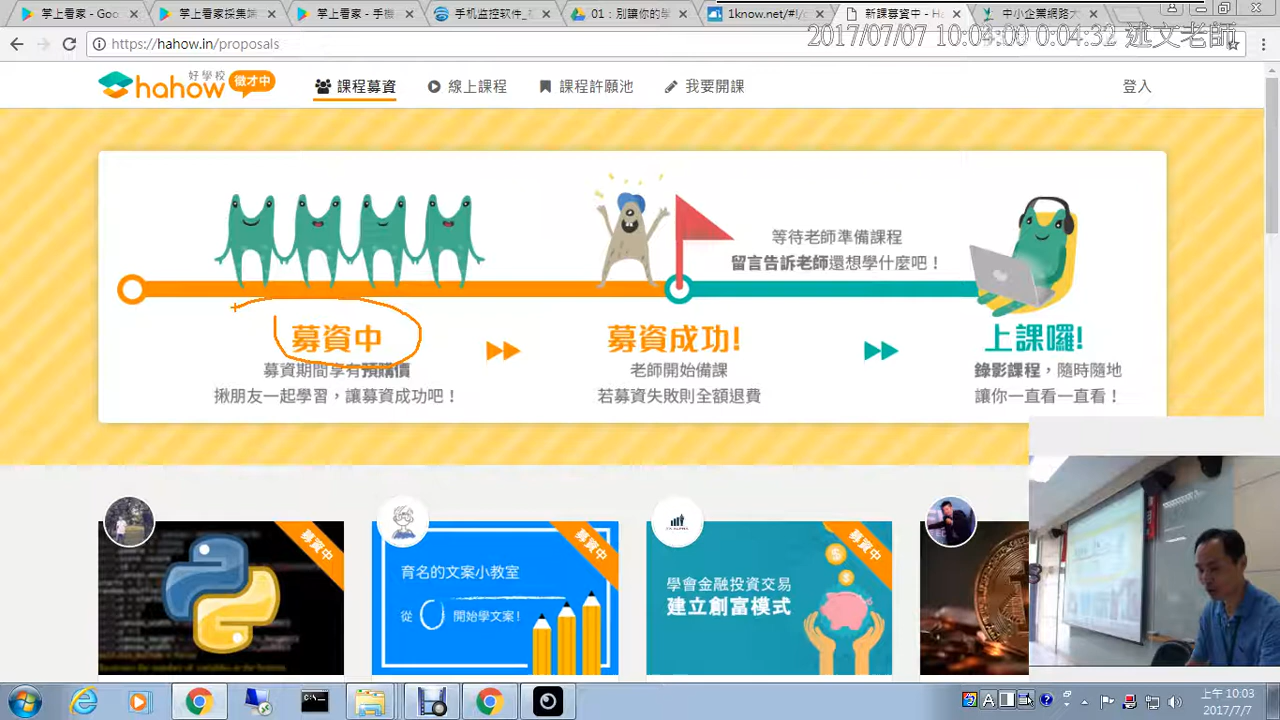 掌上看家 - Goo
掌上看家採集端
掌上看家 - 手機
手机监控软件_
01：別讓你的學
1know.net/#!/
新課募資中 - Ha
中小企業網路大
https://hahow.in/proposals
2017/07/07 10:03:00 0:04:32 述文老師
好學校
hahow
徵才中
課程募資
線上課程
課程許願池
我要開課
登入
等待老師準備課程
留言告訴老師還想學什麼吧！
募資中
募資成功!
上課囉!
募資期間享有預購價
老師開始備課
錄影課程，隨時隨地
揪朋友一起學習，讓募資成功吧！
若募資失敗則全額退費
讓你一直看一直看！
募資中
募資中
募資中
育名的文案小教室
從 0 開始學文案！
學會金融投資交易
建立創富模式
上午 10:03
2017/7/7